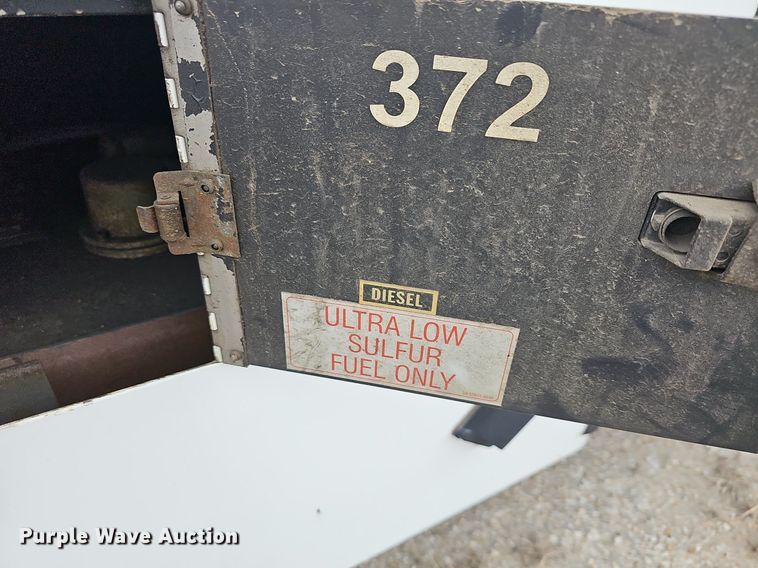 372
DIESEL
ULTRA LOW
SULFUR
FUEL ONLY
Purple Wave Auction